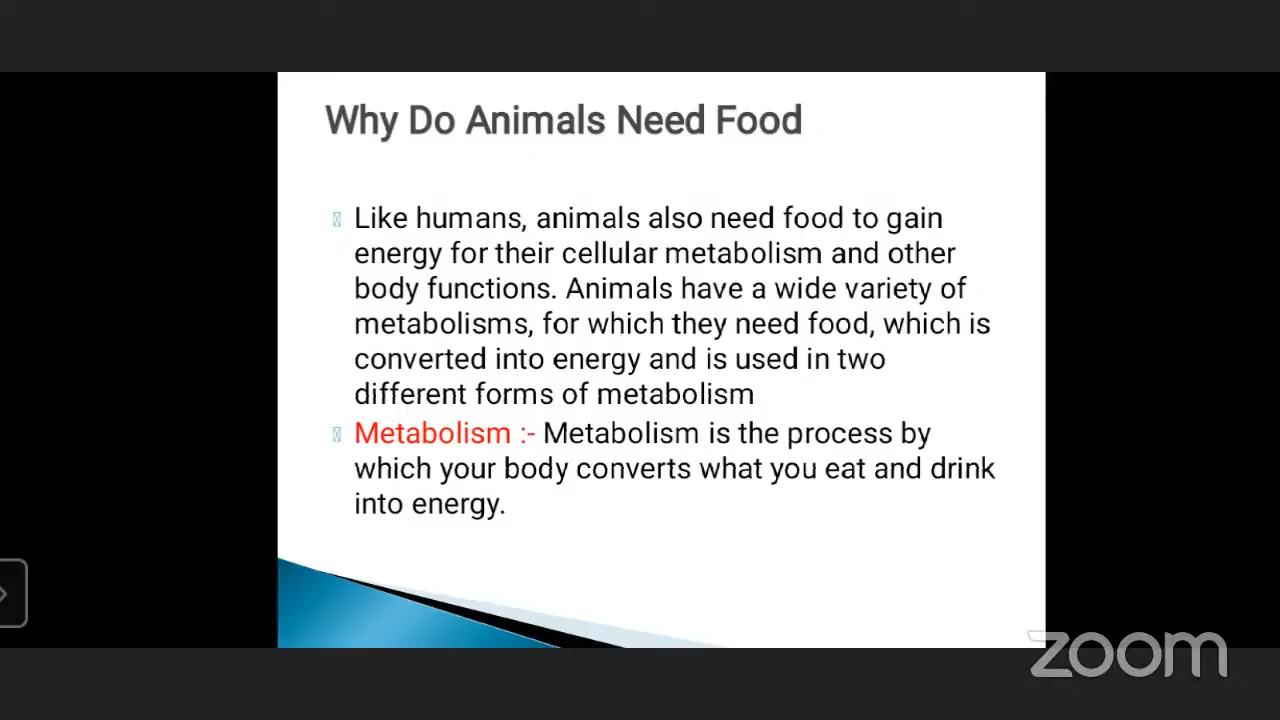 Why Do Animals Need Food
Like humans, animals also need food to gain
energy for their cellular metabolism and other
body functions. Animals have a wide variety of
metabolisms, for which they need food, which is
converted into energy and is used in two
different forms of metabolism
Metabolism :- Metabolism is the process by
which your body converts what you eat and drink
into energy.
zoom